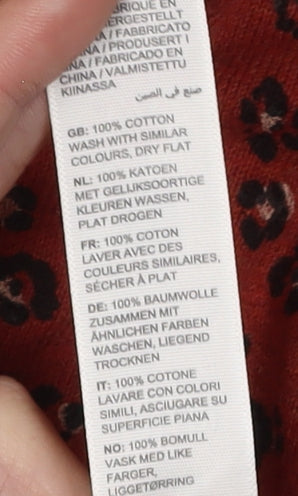 BRIQUÉ EN
ERGESTELLT
A / FABBRICATO
NA / PRODUSERT I
INA / FABRICADO EN
CHINA / VALMISTETTU
KIINASSA
صنع في الصين
GB: 100% COTTON
WASH WITH SIMILAR
COLOURS, DRY FLAT
NL: 100% KATOEN
MET GELIJKSOORTIGE
KLEUREN WASSEN,
PLAT DROGEN
FR: 100% COTON
LAVER AVEC DES
COULEURS SIMILAIRES,
SÉCHER À PLAT
DE: 100% BAUMWOLLE
ZUSAMMEN MIT
ÄHNLICHEN FARBEN
WASCHEN, LIEGEND
TROCKNEN
IT: 100% COTONE
LAVARE CON COLORI
SIMILI, ASCIUGARE SU
SUPERFICIE PIANA
NO: 100% BOMULL
VASK MED LIKE
FARGER,
LIGGETØRRING